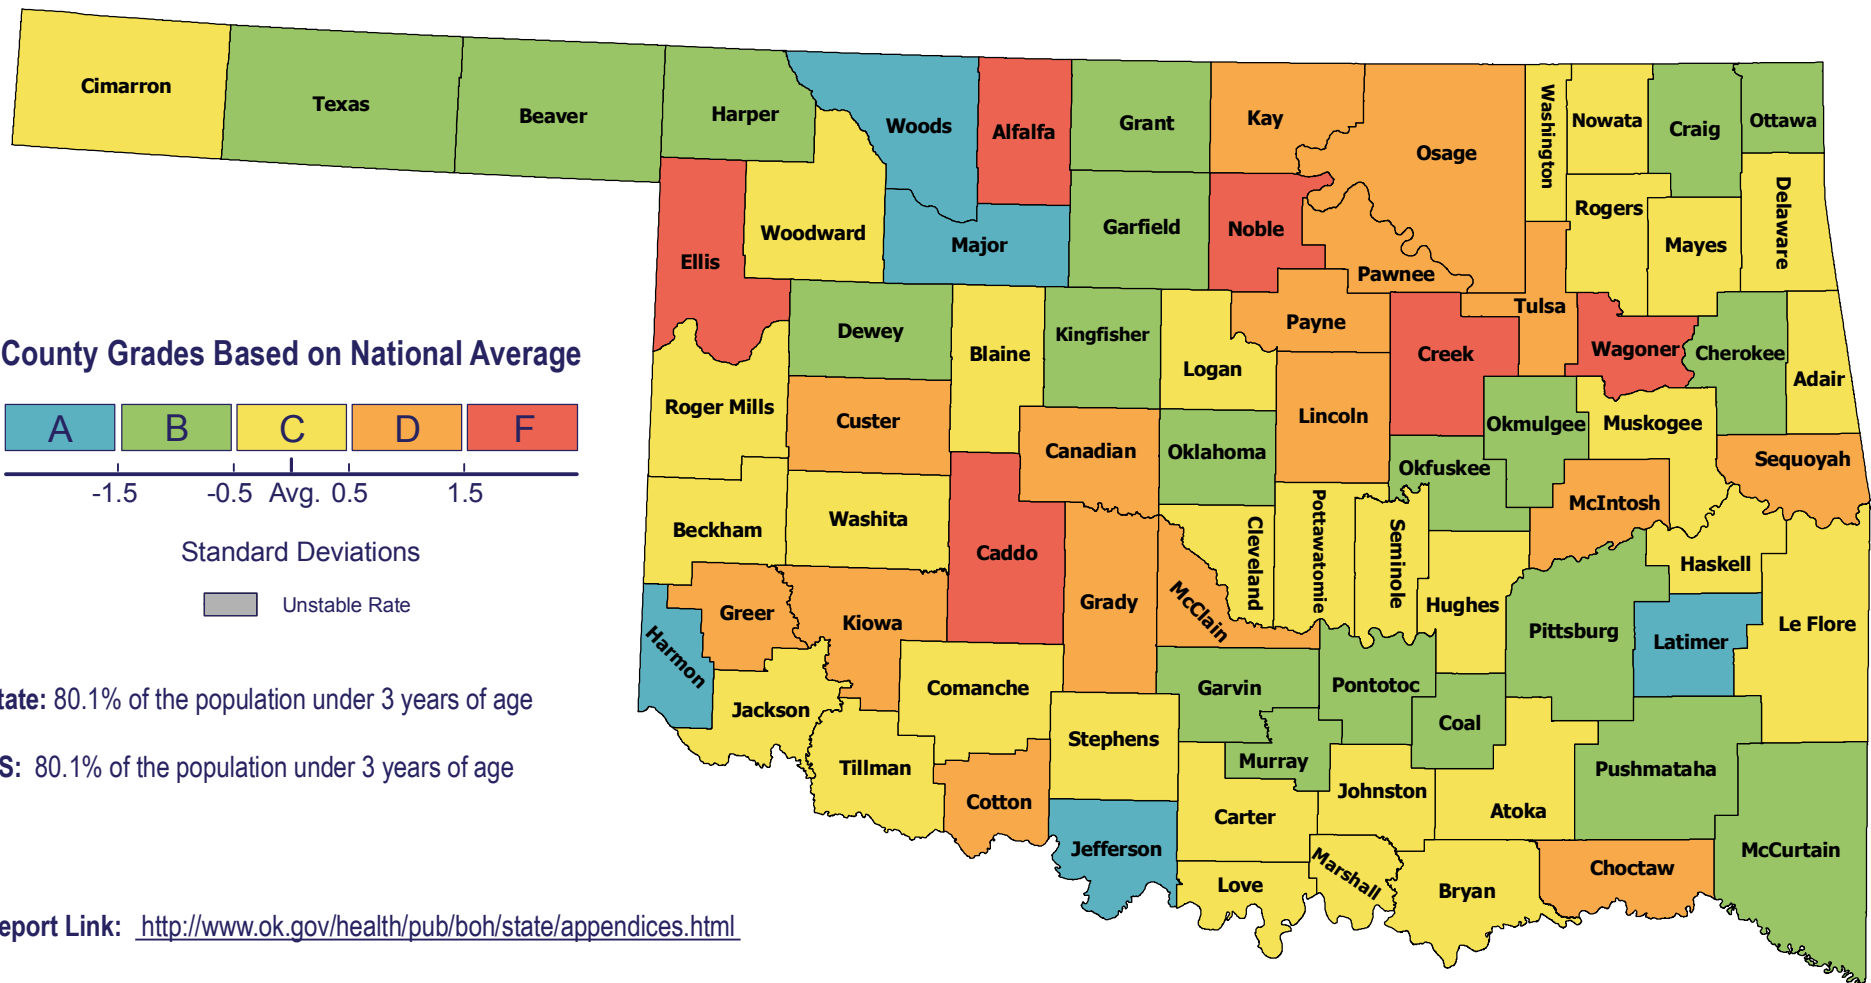 Cimarron
Texas
Beaver
Harper
Woods
Alfalfa
Grant
Kay
Osage
Washington
Nowata
Craig
Ottawa
Rogers
Mayes
Delaware
Ellis
Woodward
Major
Garfield
Noble
Pawnee
Tulsa
Dewey
Blaine
Kingfisher
Logan
Payne
Creek
Wagoner
Cherokee
Adair
Roger Mills
Custer
Canadian
Oklahoma
Lincoln
Okmulgee
Muskogee
Okfuskee
Sequoyah
McIntosh
Beckham
Washita
Caddo
Grady
McClain
Cleveland
Pottawatomie
Seminole
Hughes
Haskell
Pittsburg
Latimer
Le Flore
Harmon
Greer
Kiowa
Jackson
Comanche
Tillman
Cotton
Stephens
Garvin
Pontotoc
Coal
Murray
Johnston
Atoka
Pushmataha
McCurtain
Jefferson
Carter
Love
Marshall
Bryan
Choctaw
County Grades Based on National Average
A B C D F
-1.5 -0.5 Avg. 0.5 1.5
Standard Deviations
Unstable Rate
tate: 80.1% of the population under 3 years of age
S: 80.1% of the population under 3 years of age
eport Link: http://www.ok.gov/health/pub/boh/state/appendices.html